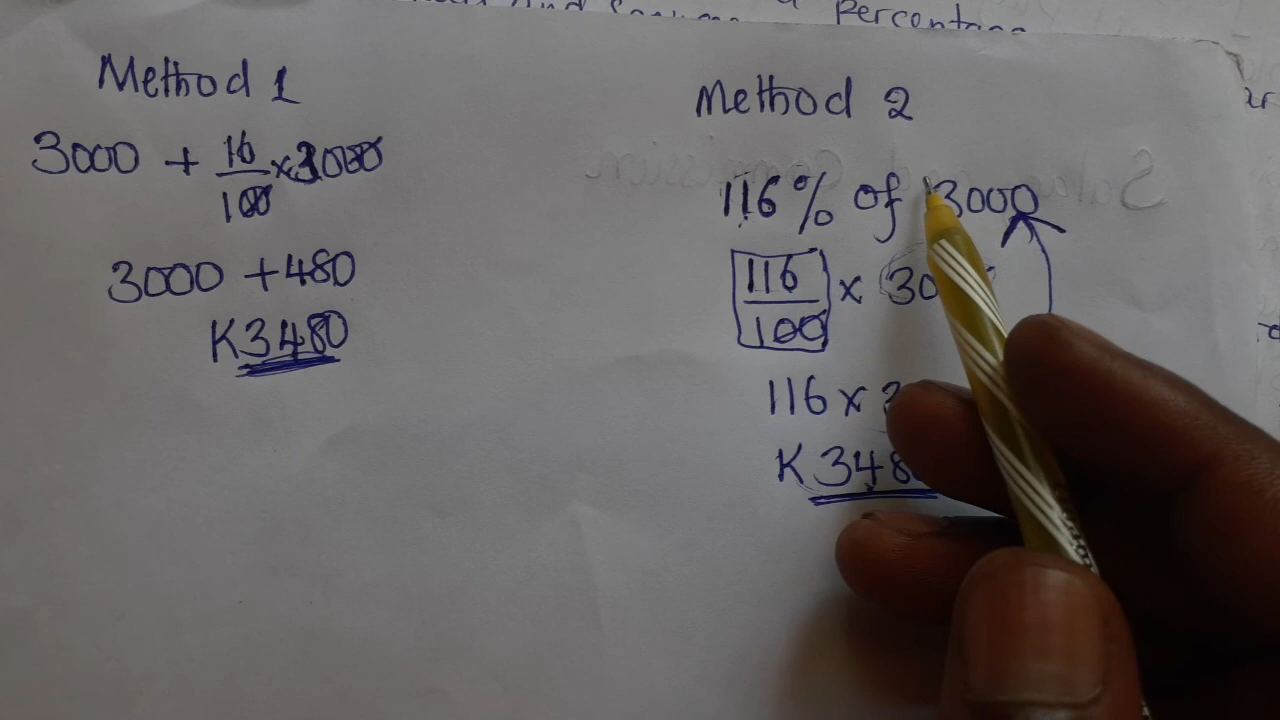 Percentage
Method 1
3000 + 16/100 × 3000
3000 + 480
K3480
Method 2
116% of 3000
116/100 × 30
116 × 3
K348